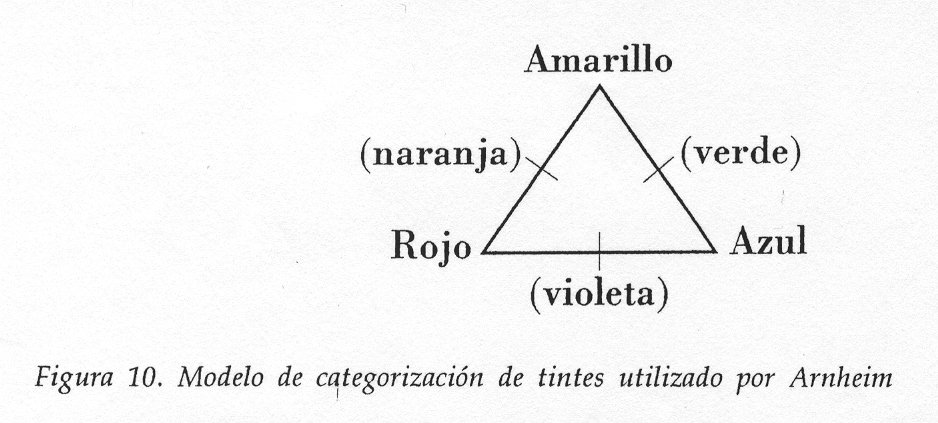 Amarillo
(naranja)
(verde)
Rojo
Azul
(violeta)
Figura 10. Modelo de categorización de tintes utilizado por Arnheim